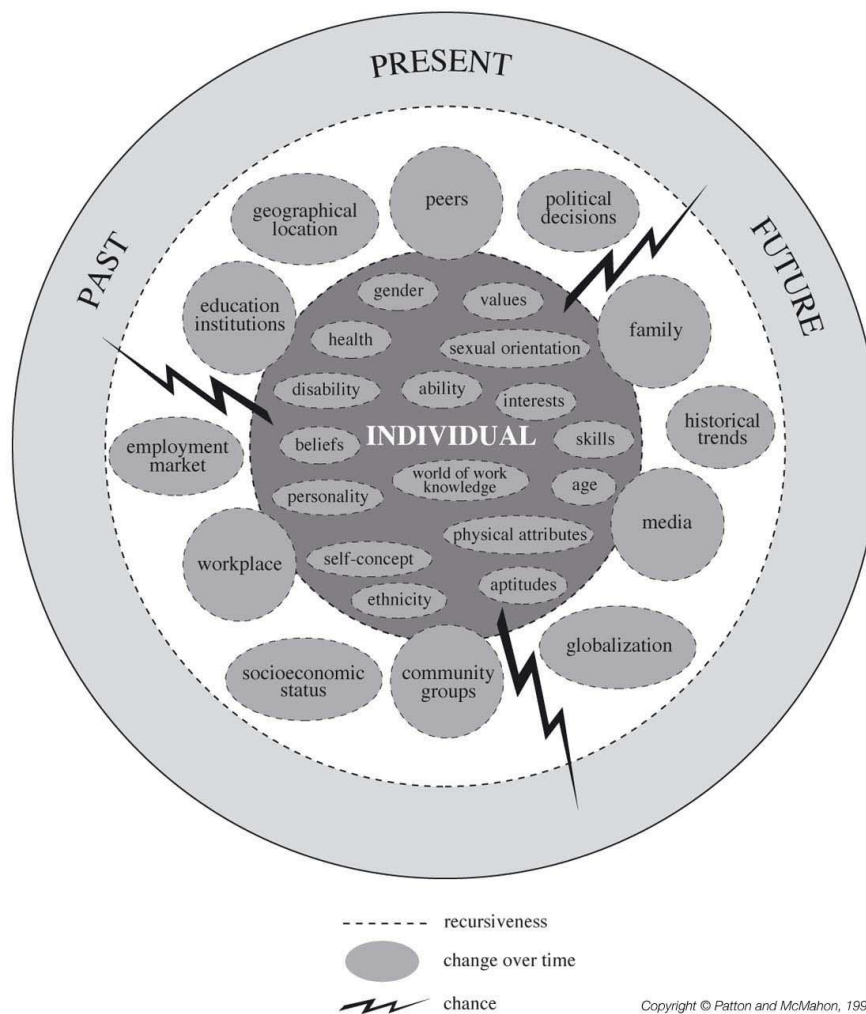 PRESENT
PAST
FUTURE
geographical
location
peers
political
decisions
education
institutions
family
employment
market
historical
trends
workplace
media
socioeconomic
status
community
groups
globalization
gender
values
health
sexual orientation
disability
ability
interests
INDIVIDUAL
beliefs
skills
world of work
knowledge
personality
age
physical attributes
self-concept
aptitudes
ethnicity
recursiveness
change over time
chance
Copyright © Patton and McMahon, 199